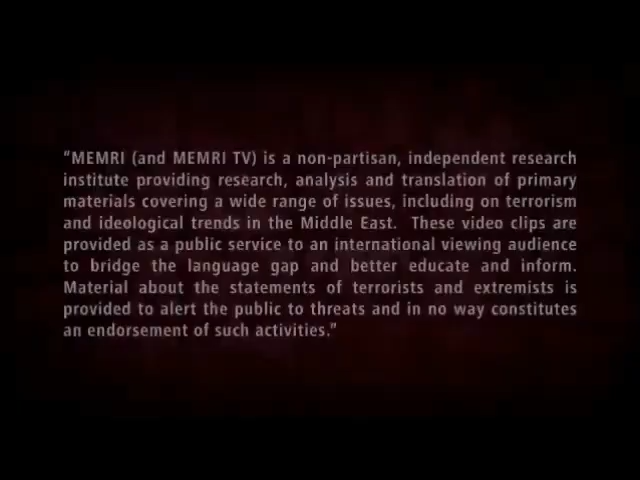 "MEMRI (and MEMRI TV) is a non-partisan, independent research
institute providing research, analysis and translation of primary
materials covering a wide range of issues, including on terrorism
and ideological trends in the Middle East. These video clips are
provided as a public service to an international viewing audience
to bridge the language gap and better educate and inform.
Material about the statements of terrorists and extremists is
provided to alert the public to threats and in no way constitutes
an endorsement of such activities."